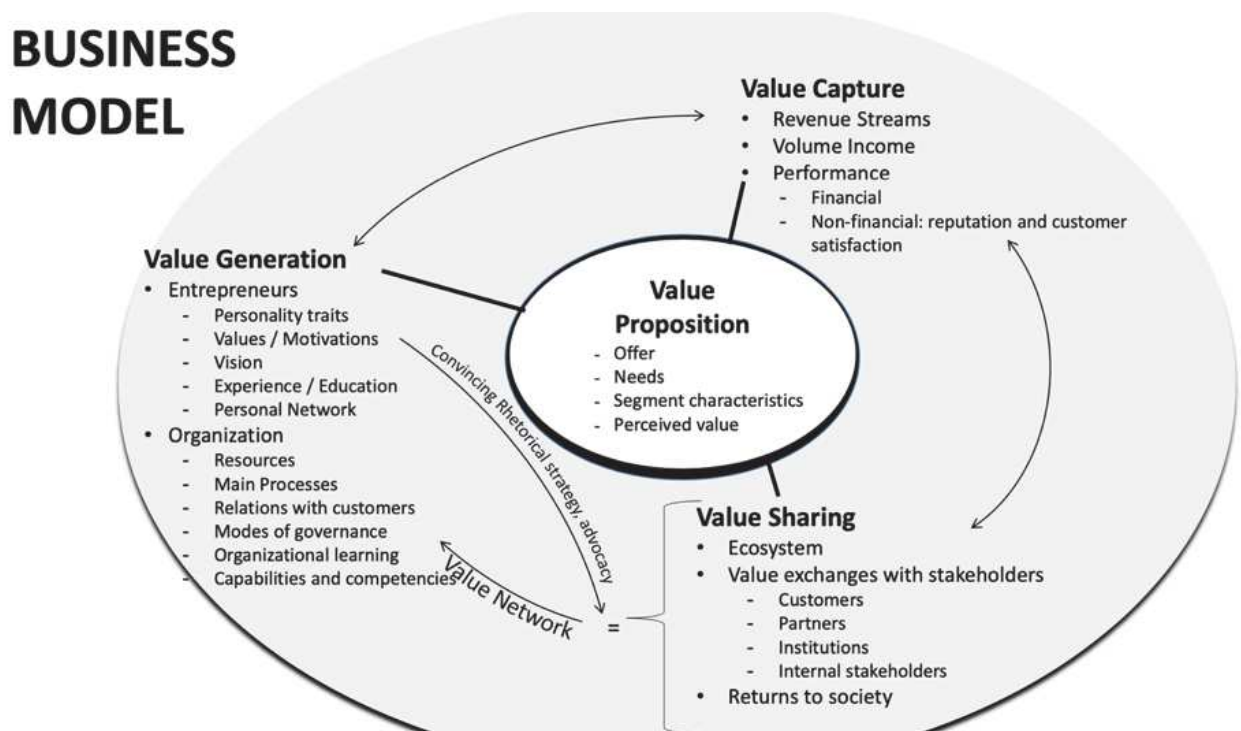 BUSINESS
MODEL
Value Capture
• Revenue Streams
• Volume Income
• Performance
- Financial
- Non-financial: reputation and customer
satisfaction
Value Generation
• Entrepreneurs
- Personality traits
- Values / Motivations
- Vision
- Experience / Education
- Personal Network
• Organization
- Resources
- Main Processes
- Relations with customers
- Modes of governance
- Organizational learning
- Capabilities and competencies
Value
Proposition
- Offer
- Needs
- Segment characteristics
- Perceived value
Convincing Rhetorical strategy, advocacy
Value Network
=
Value Sharing
• Ecosystem
• Value exchanges with stakeholders
- Customers
- Partners
- Institutions
- Internal stakeholders
• Returns to society